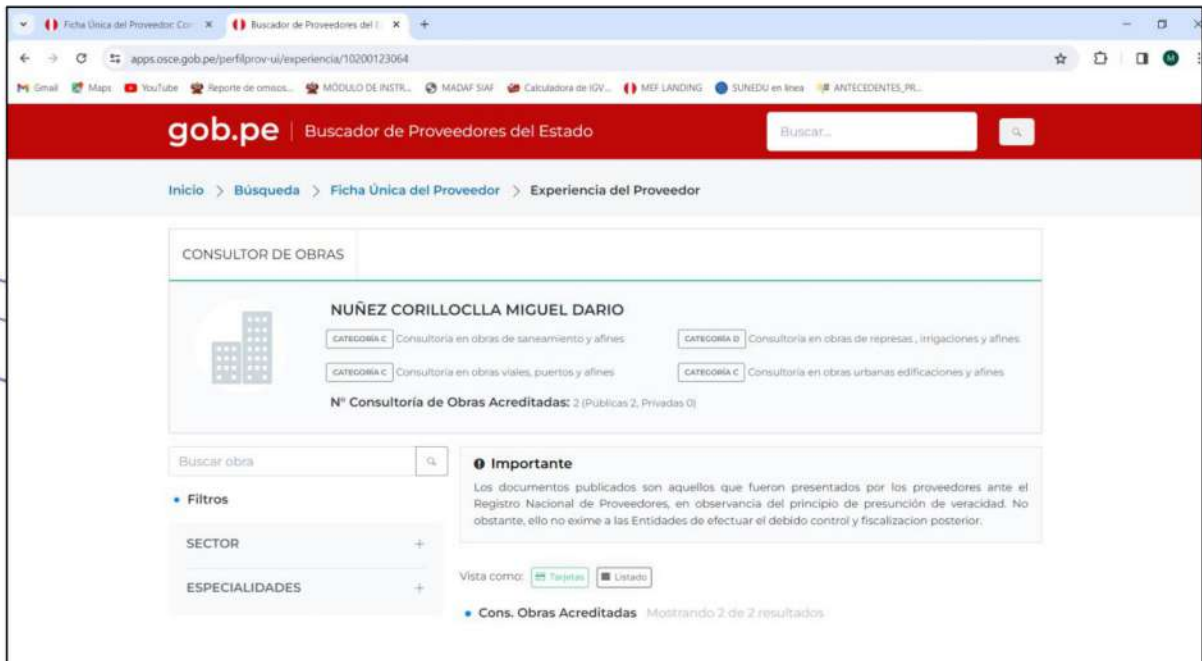 Ficha Única del Proveedor: Con
Buscador de Proveedores del E
apps.osce.gob.pe/perfilprov-ui/experiencia/10200123064
M
Gmail Maps YouTube Reporte de omisos... MÓDULO DE INSTR... MADAF SIAF Calculadora de IGV... MEF LANDING SUNEDU en línea ANTECEDENTES_PR...
gob.pe | Buscador de Proveedores del Estado
Buscar...
Inicio > Búsqueda > Ficha Única del Proveedor > Experiencia del Proveedor
CONSULTOR DE OBRAS
NUÑEZ CORILLOCLLA MIGUEL DARIO
CATEGORÍA C Consultoría en obras de saneamiento y afines
CATEGORÍA D Consultoría en obras de represas , irrigaciones y afines
CATEGORÍA C Consultoría en obras viales, puertos y afines
CATEGORÍA C Consultoría en obras urbanas edificaciones y afines
Nº Consultoría de Obras Acreditadas: 2 (Públicas 2, Privadas 0)
Buscar obra
Filtros
SECTOR +
ESPECIALIDADES +
Importante
Los documentos publicados son aquellos que fueron presentados por los proveedores ante el
Registro Nacional de Proveedores, en observancia del principio de presunción de veracidad. No
obstante, ello no exime a las Entidades de efectuar el debido control y fiscalizacion posterior.
Vista como: Tarjetas Listado
Cons. Obras Acreditadas Mostrando 2 de 2 resultados